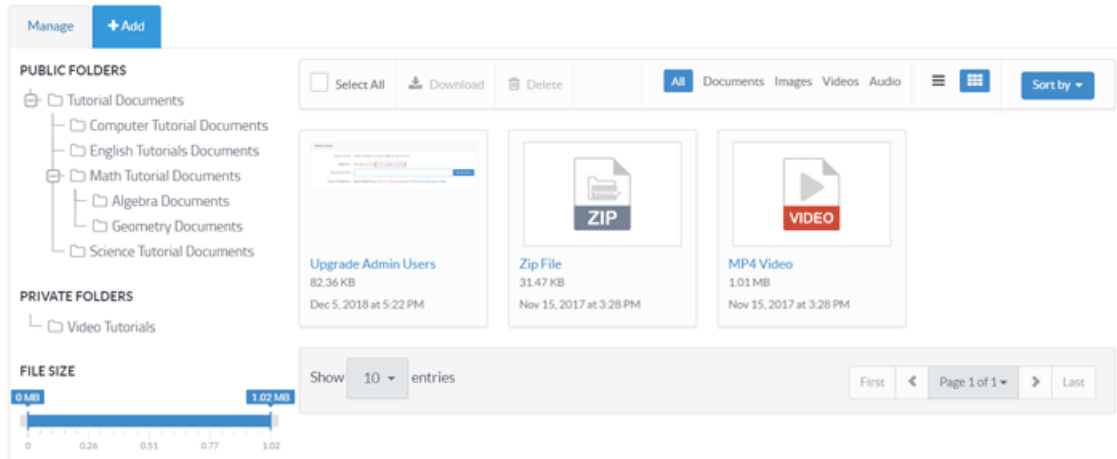 Manage
+ Add
PUBLIC FOLDERS
Tutorial Documents
Computer Tutorial Documents
English Tutorials Documents
Math Tutorial Documents
Algebra Documents
Geometry Documents
Science Tutorial Documents
PRIVATE FOLDERS
Video Tutorials
FILE SIZE
0 MB 1.02 MB
0 0.26 0.51 0.77 1.02
Select All Download Delete All Documents Images Videos Audio Sort by
ZIP
VIDEO
Upgrade Admin Users
82.36 KB
Dec 5, 2018 at 5:22 PM
Zip File
31.47 KB
Nov 15, 2017 at 3:28 PM
MP4 Video
1.01 MB
Nov 15, 2017 at 3:28 PM
Show 10 entries
First Page 1 of 1 Last